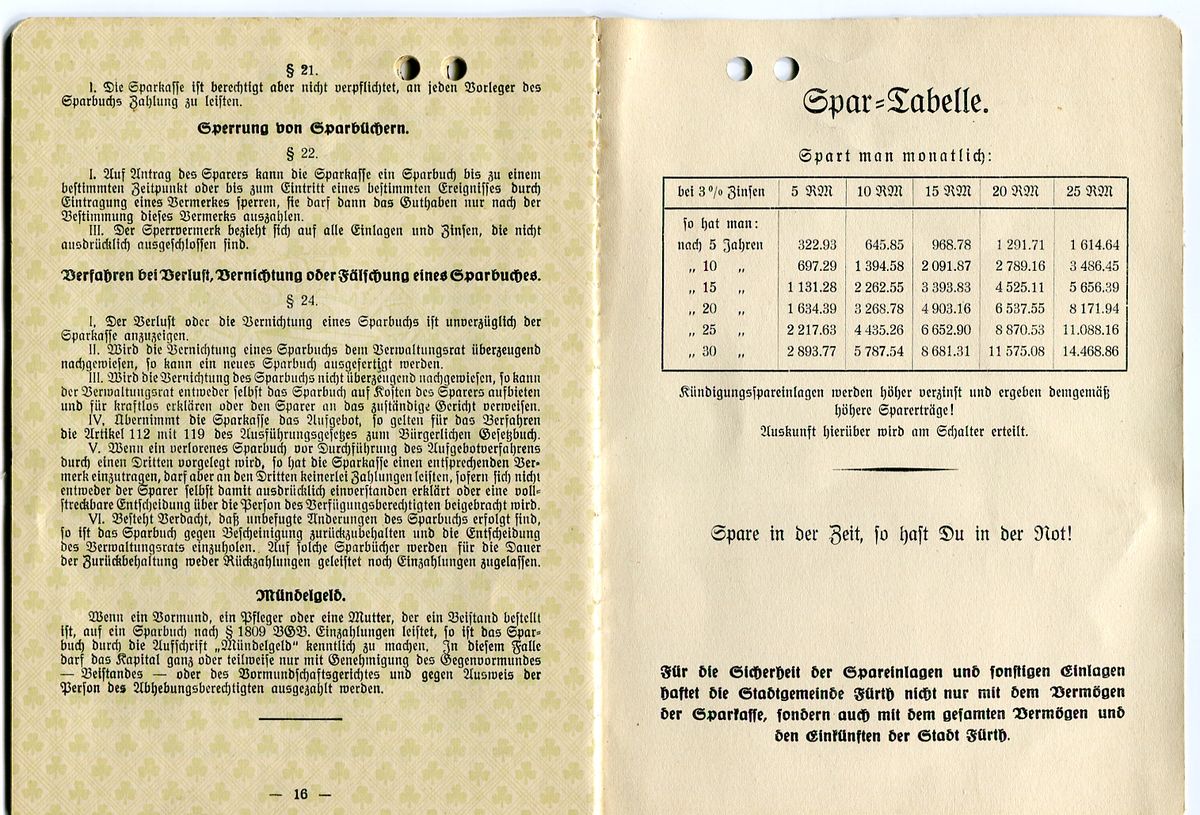 § 21.
I. Die Sparkasse ist berechtigt aber nicht verpflichtet, an jeden Vorleger des
Sparbuchs Zahlung zu leisten.
Sperrung von Sparbüchern.
§ 22.
I. Auf Antrag des Sparers kann die Sparkasse ein Sparbuch bis zu einem
bestimmten Zeitpunkt oder bis zum Eintritt eines bestimmten Ereignisses durch
Eintragung eines Vermerkes sperren, sie darf dann das Guthaben nur nach der
Bestimmung dieses Vermerks auszahlen.
III. Der Sperrvermerk bezieht sich auf alle Einlagen und Zinsen, die nicht
ausdrücklich ausgeschlossen sind.
Verfahren bei Verlust, Vernichtung oder Fälschung eines Sparbuches.
§ 24.
I, Der Verlust oder die Vernichtung eines Sparbuchs ist unverzüglich der
Sparkasse anzuzeigen.
II. Wird die Vernichtung eines Sparbuchs dem Verwaltungsrat überzeugend
nachgewiesen, so kann ein neues Sparbuch ausgefertigt werden.
III. Wird die Vernichtung des Sparbuchs nicht überzeugend nachgewiesen, so kann
der Verwaltungsrat entweder selbst das Sparbuch auf Kosten des Sparers aufbieten
und für kraftlos erklären oder den Sparer an das zuständige Gericht verweisen.
IV, Übernimmt die Sparkasse das Aufgebot, so gelten für das Verfahren
die Artikel 112 mit 119 des Ausführungsgesetzes zum Bürgerlichen Gesetzbuch.
V. Wenn ein verlorenes Sparbuch vor Durchführung des Aufgebotverfahrens
durch einen Dritten vorgelegt wird, so hat die Sparkasse einen entsprechenden Ver-
merk einzutragen, darf aber an den Dritten keinerlei Zahlungen leisten, sofern sich nicht
entweder der Sparer selbst damit ausdrücklich einverstanden erklärt oder eine voll-
streckbare Entscheidung über die Person des Verfügungsberechtigten beigebracht wird.
VI. Besteht Verdacht, daß unbefugte Änderungen des Sparbuchs erfolgt sind,
so ist das Sparbuch gegen Bescheinigung zurückzubehalten und die Entscheidung
des Verwaltungsrats einzuholen. Auf solche Sparbücher werden für die Dauer
der Zurückbehaltung weder Rückzahlungen geleistet noch Einzahlungen zugelassen.
Mündelgeld.
Wenn ein Vormund, ein Pfleger oder eine Mutter, der ein Beistand bestellt
ist, auf ein Sparbuch nach § 1809 BGB. Einzahlungen leistet, so ist das Spar-
buch durch die Aufschrift „Mündelgeld“ kenntlich zu machen. In diesem Falle
darf das Kapital ganz oder teilweise nur mit Genehmigung des Gegenvormundes
— Beistandes — oder des Vormundschaftsgerichtes und gegen Ausweis der
Person des Abhebungsberechtigten ausgezahlt werden.
— 16 —
Spar-Tabelle.
Spart man monatlich:
bei 3% Zinsen 5 RM 10 RM 15 RM 20 RM 25 RM
so hat man:
nach 5 Jahren 322.93 645.85 968.78 1 291.71 1 614.64
„ 10 „ 697.29 1 394.58 2 091.87 2 789.16 3 486.45
„ 15 „ 1 131.28 2 262.55 3 393.83 4 525.11 5 656.39
„ 20 „ 1 634.39 3 268.78 4 903.16 6 537.55 8 171.94
„ 25 „ 2 217.63 4 435.26 6 652.90 8 870.53 11.088.16
„ 30 „ 2 893.77 5 787.54 8 681.31 11 575.08 14.468.86
Kündigungsspareinlagen werden höher verzinst und ergeben demgemäß
höhere Sparerträge!
Auskunft hierüber wird am Schalter erteilt.
Spare in der Zeit, so hast Du in der Not!
Für die Sicherheit der Spareinlagen und sonstigen Einlagen
haftet die Stadtgemeinde Fürth nicht nur mit dem Vermögen
der Sparkasse, sondern auch mit dem gesamten Vermögen und
den Einkünften der Stadt Fürth.